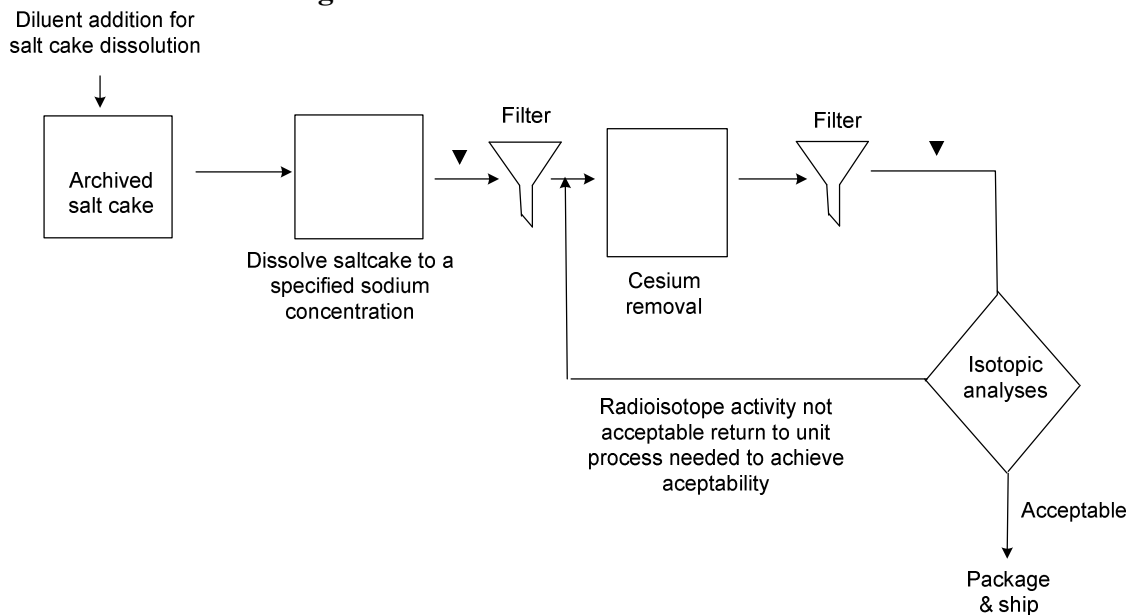 Diluent addition for
salt cake dissolution
Archived
salt cake
Dissolve saltcake to a
specified sodium
concentration
Filter
Cesium
removal
Filter
Isotopic
analyses
Radioisotope activity not
acceptable return to unit
process needed to achieve
aceptability
Acceptable
Package
& ship